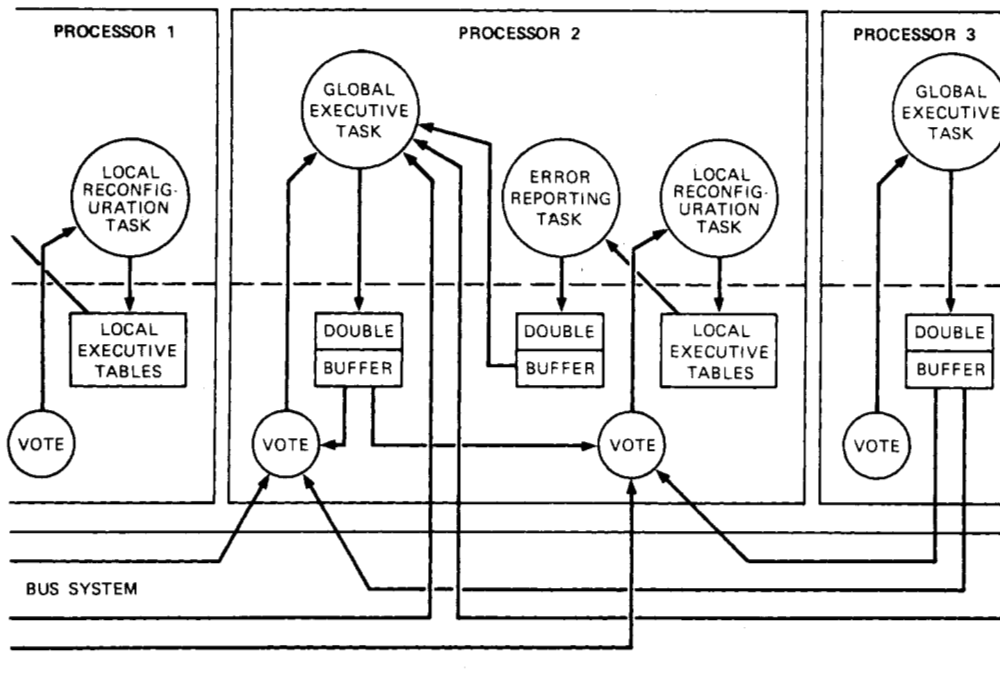 PROCESSOR 1
PROCESSOR 2
PROCESSOR 3
GLOBAL
EXECUTIVE
TASK
GLOBAL
EXECUTIVE
TASK
LOCAL
RECONFIG-
URATION
TASK
ERROR
REPORTING
TASK
LOCAL
RECONFIG-
URATION
TASK
LOCAL
EXECUTIVE
TABLES
DOUBLE
BUFFER
DOUBLE
BUFFER
LOCAL
EXECUTIVE
TABLES
DOUBLE
BUFFER
VOTE
VOTE
VOTE
VOTE
BUS SYSTEM